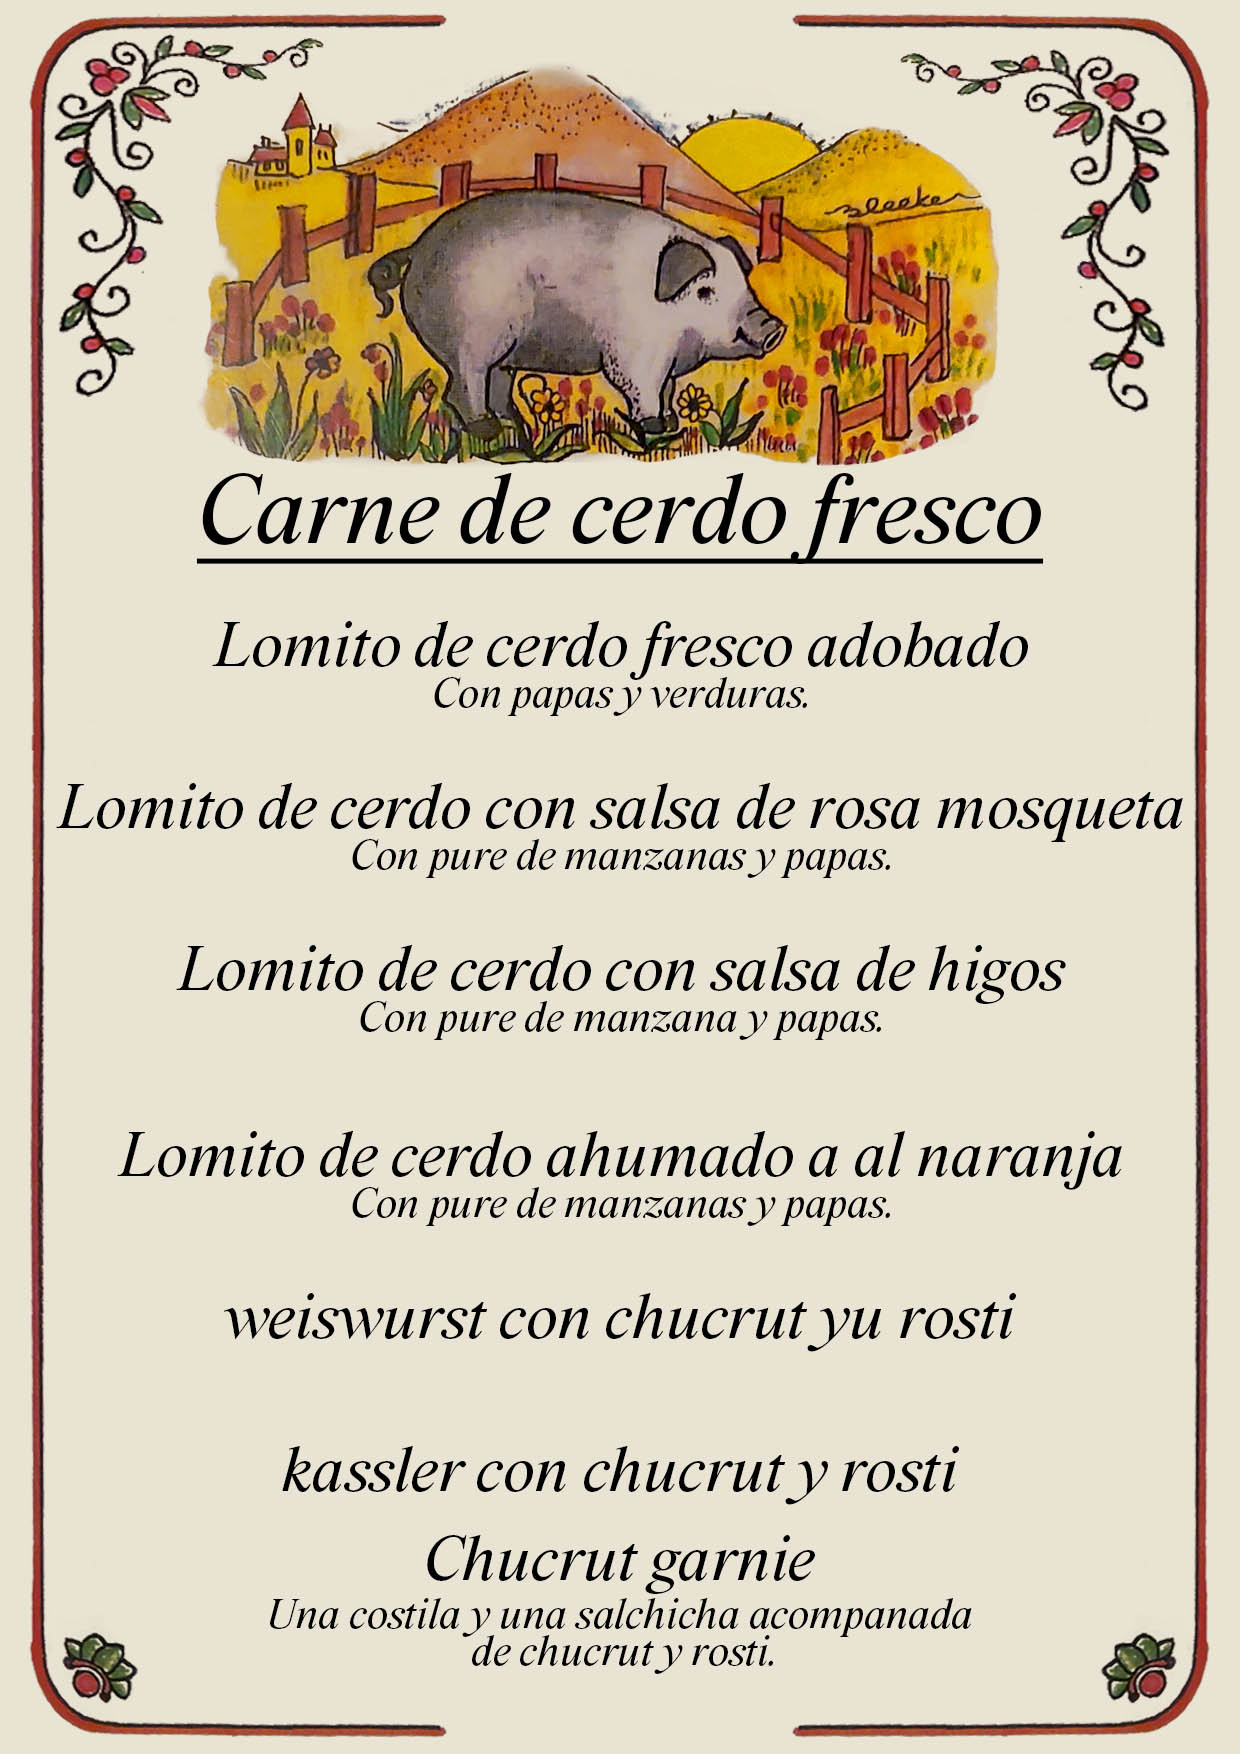 Bleeker
Carne de cerdo fresco
Lomito de cerdo fresco adobado
Con papas y verduras.
Lomito de cerdo con salsa de rosa mosqueta
Con pure de manzanas y papas.
Lomito de cerdo con salsa de higos
Con pure de manzana y papas.
Lomito de cerdo ahumado a al naranja
Con pure de manzanas y papas.
weiswurst con chucrut yu rosti
kassler con chucrut y rosti
Chucrut garnie
Una costila y una salchicha acompanada
de chucrut y rosti.